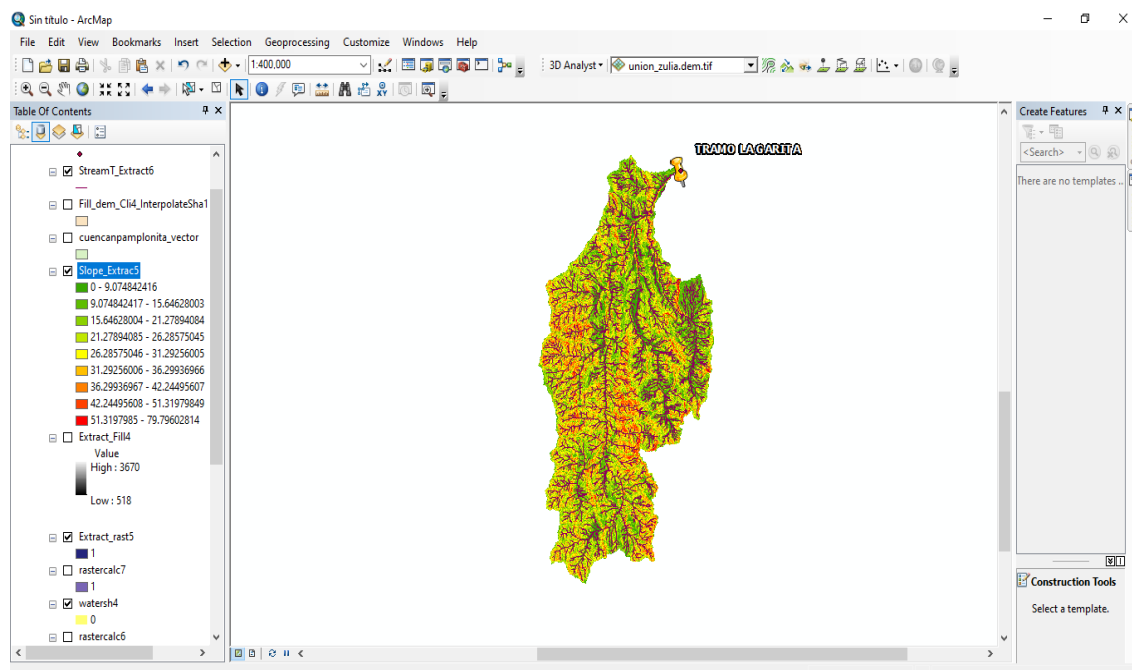 Sin título - ArcMap
File Edit View Bookmarks Insert Selection Geoprocessing Customize Windows Help
1:400,000
3D Analyst
union_zulia.dem.tif
Table Of Contents
StreamT_Extract6
Fill_dem_Cli4_InterpolateSha1
cuencanpamplonita_vector
Slope_Extrac5
0 - 9.074842416
9.074842417 - 15.64628003
15.64628004 - 21.27894084
21.27894085 - 26.28575045
26.28575046 - 31.29256005
31.29256006 - 36.29936966
36.29936967 - 42.24495607
42.24495608 - 51.31979849
51.3197985 - 79.79602814
Extract_Fill4
Value
High : 3670
Low : 518
Extract_rast5
1
rastercalc7
1
watersh4
0
rastercalc6
TRAMO LA GARITA
Create Features
<Search>
There are no templates ..
Construction Tools
Select a template.